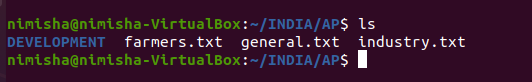 nimisha@nimisha-VirtualBox:~/INDIA/AP$ ls
DEVELOPMENT  farmers.txt  general.txt  industry.txt
nimisha@nimisha-VirtualBox:~/INDIA/AP$